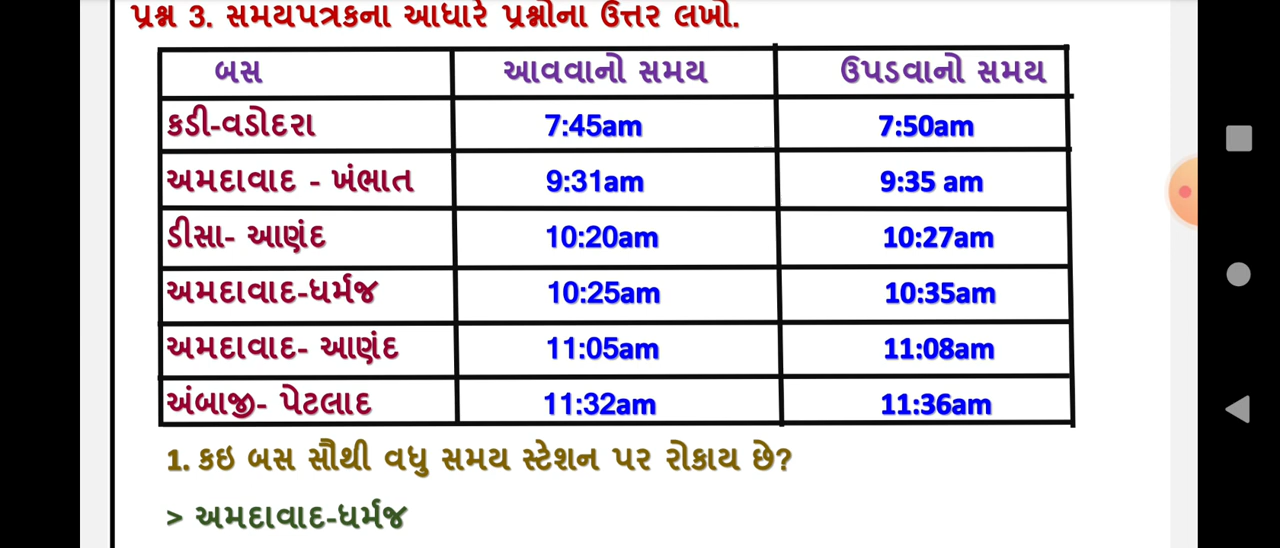 પ્રશ્ન 3. સમયપત્રકના આધારે પ્રશ્નોના ઉત્તર લખો.
બસ આવવાનો સમય ઉપડવાનો સમય
કડી-વડોદરા 7:45am 7:50am
અમદાવાદ - ખંભાત 9:31am 9:35 am
ડીસા- આણંદ 10:20am 10:27am
અમદાવાદ-ધર્મજ 10:25am 10:35am
અમદાવાદ- આણંદ 11:05am 11:08am
અંબાજી- પેટલાદ 11:32am 11:36am
1. કઇ બસ સૌથી વધુ સમય સ્ટેશન પર રોકાય છે?
> અમદાવાદ-ધર્મજ